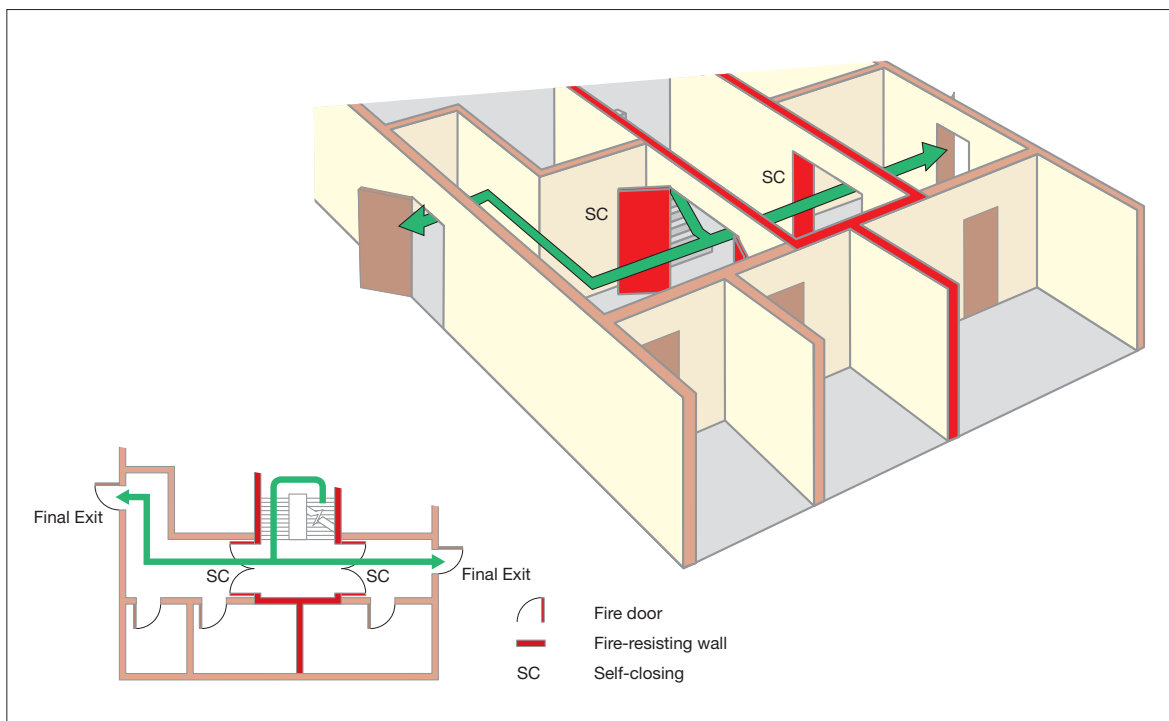 SC
SC
Final Exit
SC
SC
Final Exit
Fire door
Fire-resisting wall
SC
Self-closing